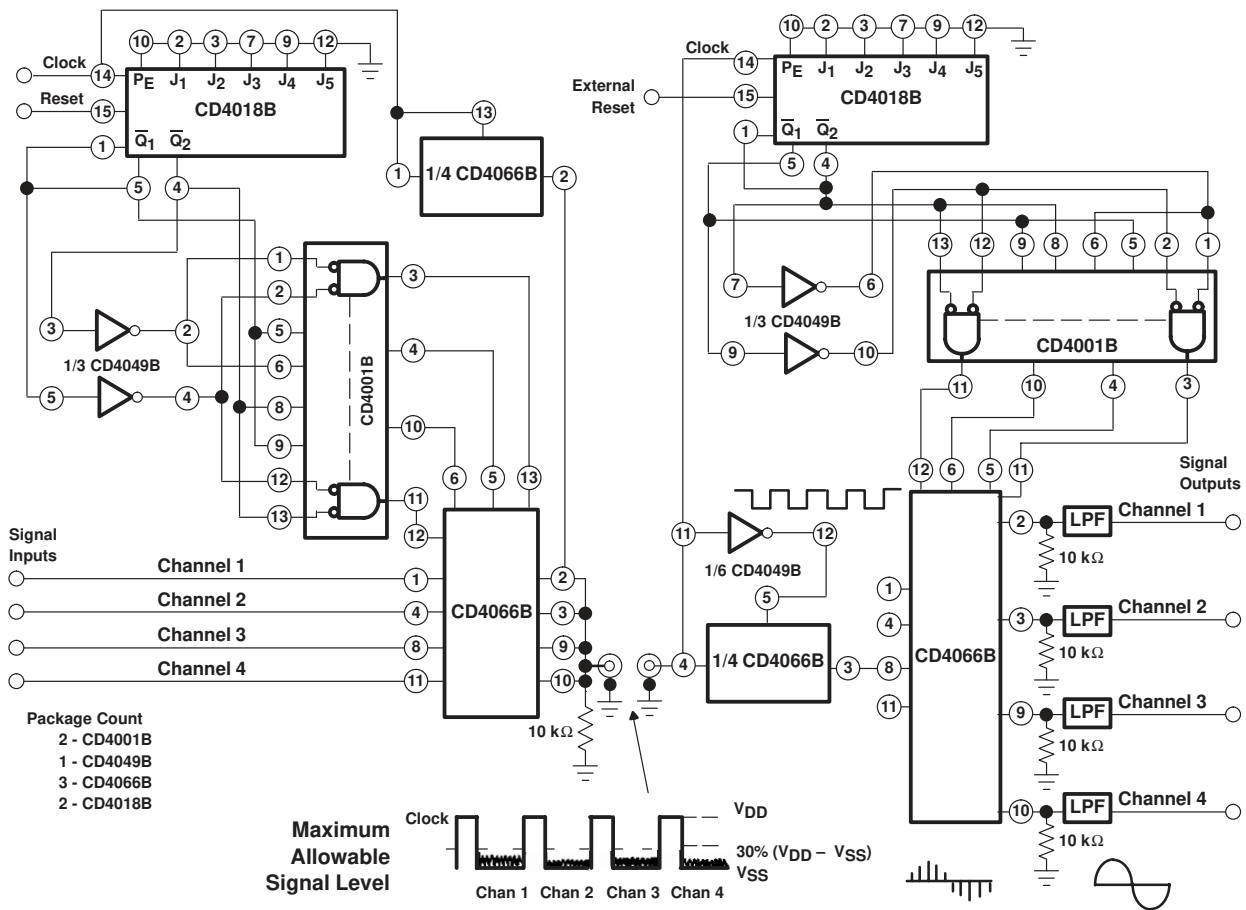 10 2 3 7 9 12
Clock 14 PE J1 J2 J3 J4 J5
Reset 15 CD4018B
1 Q̅1 Q̅2
5 4
13
1 1/4 CD4066B 2
1 3
2
3 2 5 4
1/3 CD4049B
6
5 4 8
CD4001B
9 10
12 11
13
6 5 13
12
Signal
Inputs
Channel 1 1 2
Channel 2 4 CD4066B 3
Channel 3 8 9
Channel 4 11 10
10 kΩ
Package Count
2 - CD4001B
1 - CD4049B
3 - CD4066B
2 - CD4018B
10 2 3 7 9 12
Clock 14 PE J1 J2 J3 J4 J5
External
Reset 15 CD4018B
1 Q̅1 Q̅2
5 4
13 12 9 8 6 5 2 1
7 6
1/3 CD4049B
9 10
CD4001B
11 10 4 3
12 6 5 11
11 12
1/6 CD4049B
5
4 1/4 CD4066B 3 8
1
4
CD4066B
11
Signal
Outputs
2 LPF Channel 1
10 kΩ
3 LPF Channel 2
10 kΩ
9 LPF Channel 3
10 kΩ
10 LPF Channel 4
10 kΩ
Maximum
Allowable
Signal Level
Clock VDD
30% (VDD – VSS)
VSS
Chan 1 Chan 2 Chan 3 Chan 4